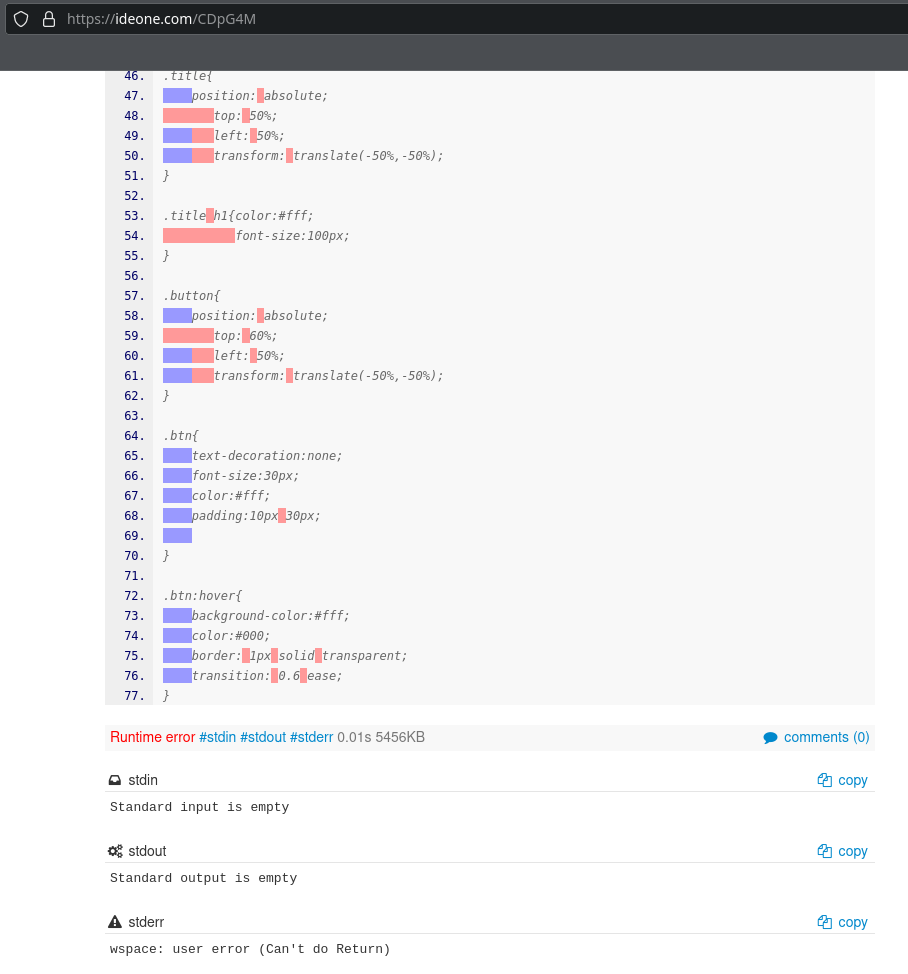 https://ideone.com/CDpG4M
46. .title{
47. position: absolute;
48. top: 50%;
49. left: 50%;
50. transform: translate(-50%,-50%);
51. }
52.
53. .title h1{color:#fff;
54. font-size:100px;
55. }
56.
57. .button{
58. position: absolute;
59. top: 60%;
60. left: 50%;
61. transform: translate(-50%,-50%);
62. }
63.
64. .btn{
65. text-decoration:none;
66. font-size:30px;
67. color:#fff;
68. padding:10px 30px;
69.
70. }
71.
72. .btn:hover{
73. background-color:#fff;
74. color:#000;
75. border: 1px solid transparent;
76. transition: 0.6 ease;
77. }
Runtime error #stdin #stdout #stderr 0.01s 5456KB comments (0)
stdin copy
Standard input is empty
stdout copy
Standard output is empty
stderr copy
wspace: user error (Can't do Return)